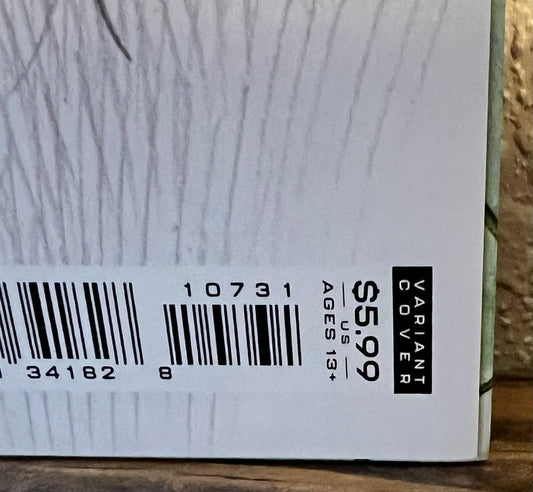 10731
34182 8
$5.99
US
AGES 13+
VARIANT
COVER